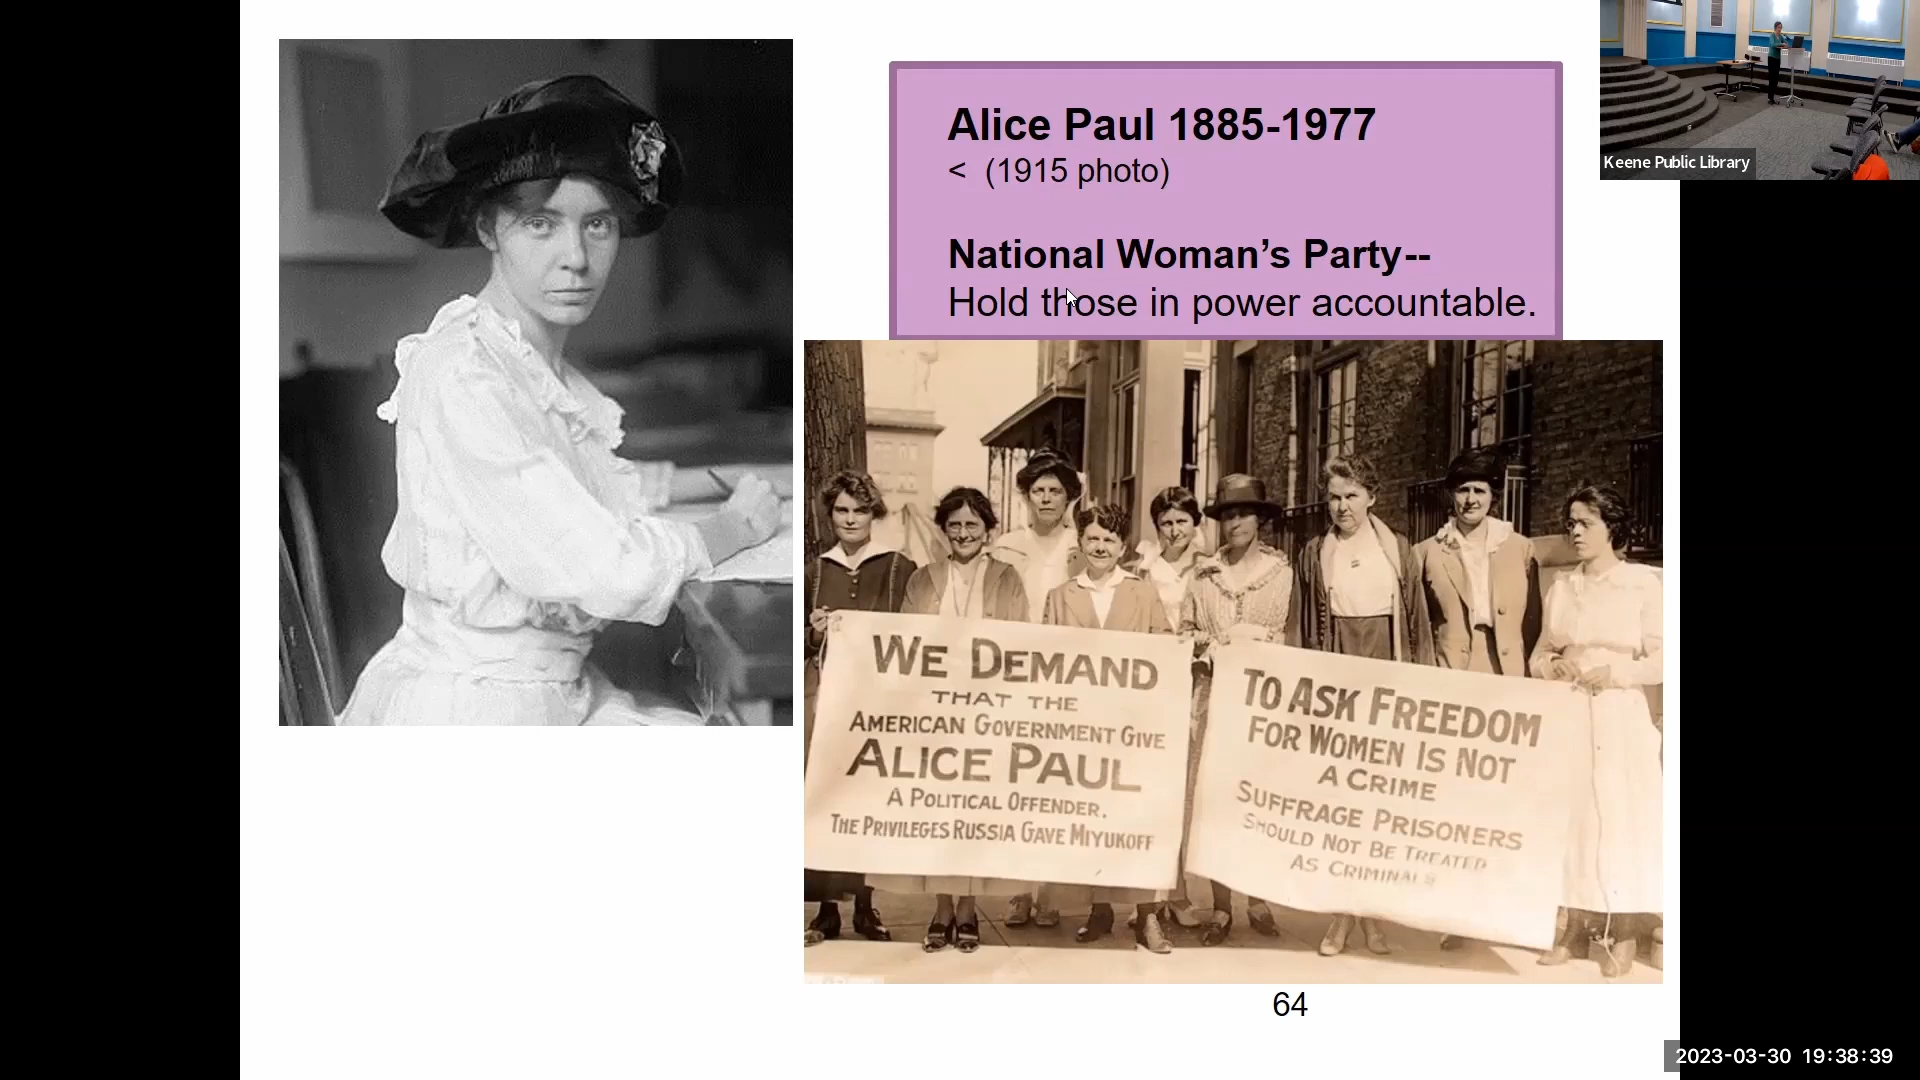 Alice Paul 1885-1977
< (1915 photo)
National Woman's Party--
Hold those in power accountable.
Keene Public Library
WE DEMAND
THAT THE
AMERICAN GOVERNMENT GIVE
ALICE PAUL
A POLITICAL OFFENDER,
THE PRIVILEGES RUSSIA GAVE MIYUKOFF
TO ASK FREEDOM
FOR WOMEN IS NOT
A CRIME
SUFFRAGE PRISONERS
SHOULD NOT BE TREATED
AS CRIMINALS
64
2023-03-30 19:38:39